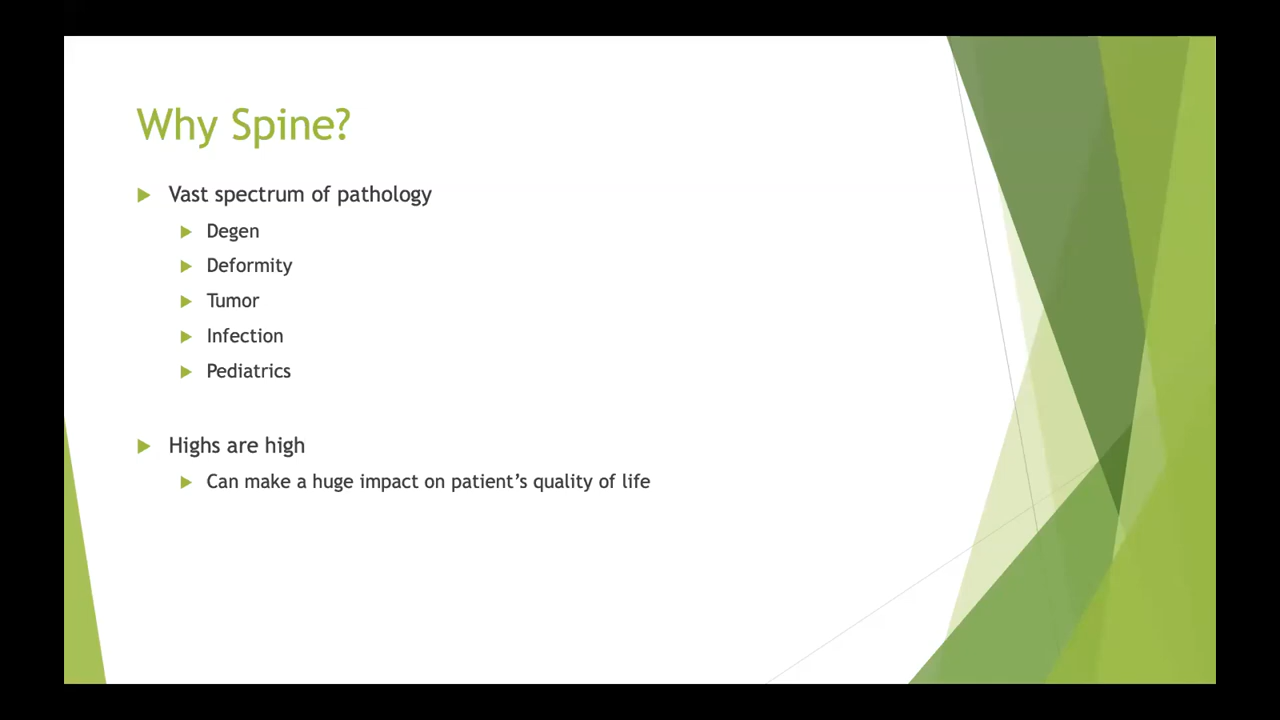 Why Spine?
Vast spectrum of pathology
Degen
Deformity
Tumor
Infection
Pediatrics
Highs are high
Can make a huge impact on patient’s quality of life